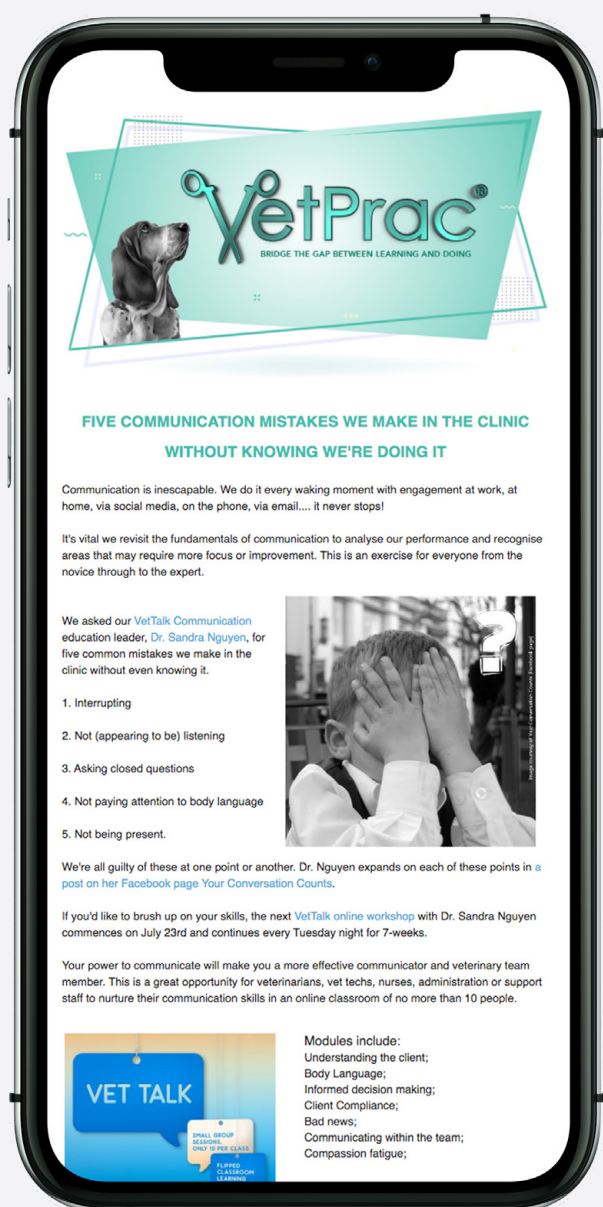 VetPrac®
BRIDGE THE GAP BETWEEN LEARNING AND DOING
FIVE COMMUNICATION MISTAKES WE MAKE IN THE CLINIC
WITHOUT KNOWING WE'RE DOING IT
Communication is inescapable. We do it every waking moment with engagement at work, at
home, via social media, on the phone, via email.... it never stops!
It's vital we revisit the fundamentals of communication to analyse our performance and recognise
areas that may require more focus or improvement. This is an exercise for everyone from the
novice through to the expert.
We asked our VetTalk Communication
education leader, Dr. Sandra Nguyen, for
five common mistakes we make in the
clinic without even knowing it.
1. Interrupting
2. Not (appearing to be) listening
3. Asking closed questions
4. Not paying attention to body language
5. Not being present.
?
Image courtesy of Your Conversation Counts (facebook page)
We're all guilty of these at one point or another. Dr. Nguyen expands on each of these points in a
post on her Facebook page Your Conversation Counts.
If you'd like to brush up on your skills, the next VetTalk online workshop with Dr. Sandra Nguyen
commences on July 23rd and continues every Tuesday night for 7-weeks.
Your power to communicate will make you a more effective communicator and veterinary team
member. This is a great opportunity for veterinarians, vet techs, nurses, administration or support
staff to nurture their communication skills in an online classroom of no more than 10 people.
VET TALK
SMALL GROUP
SESSIONS,
ONLY 10 PER CLASS
FLIPPED
CLASSROOM
LEARNING
Modules include:
Understanding the client;
Body Language;
Informed decision making;
Client Compliance;
Bad news;
Communicating within the team;
Compassion fatigue;